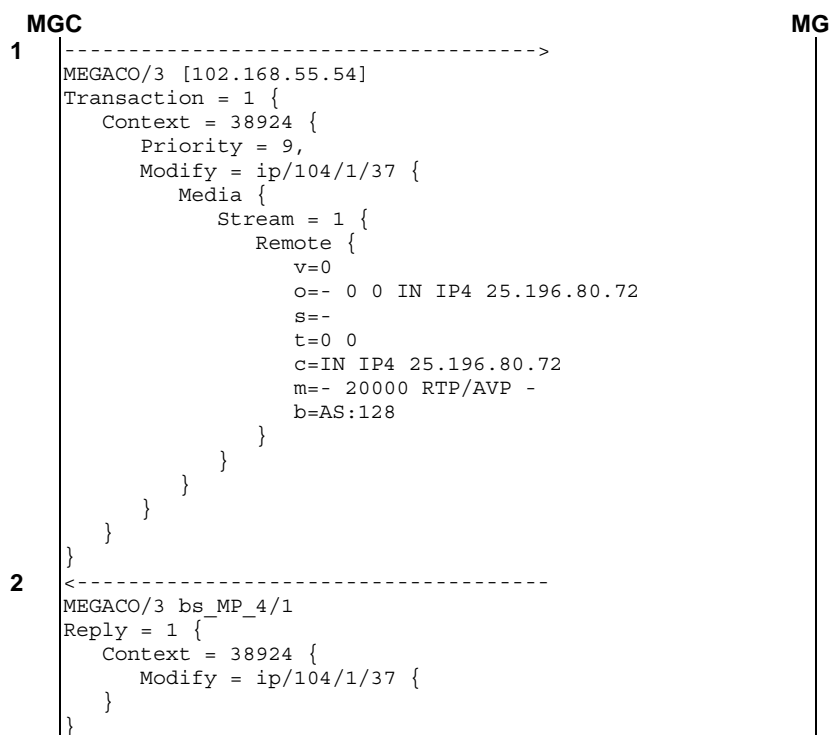 MGC MG
1 ------------------------------------->
MEGACO/3 [102.168.55.54]
Transaction = 1 {
   Context = 38924 {
      Priority = 9,
      Modify = ip/104/1/37 {
         Media {
            Stream = 1 {
               Remote {
                  v=0
                  o=- 0 0 IN IP4 25.196.80.72
                  s=-
                  t=0 0
                  c=IN IP4 25.196.80.72
                  m=- 20000 RTP/AVP -
                  b=AS:128
               }
            }
         }
      }
   }
}
2 <-------------------------------------
MEGACO/3 bs_MP_4/1
Reply = 1 {
   Context = 38924 {
      Modify = ip/104/1/37 {
   }
}